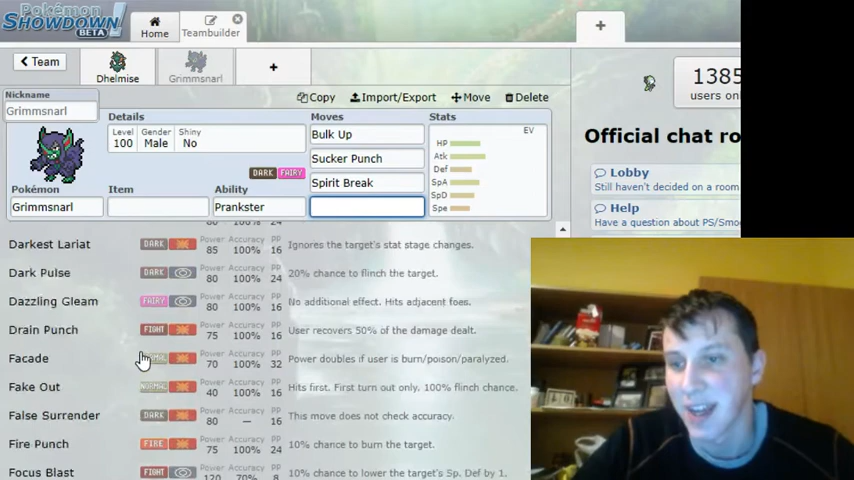 Pokémon
SHOWDOWN!
BETA
Home
Teambuilder
+
< Team
Dhelmise
Grimmsnarl
+
1385
users onl
Copy
Import/Export
Move
Delete
Nickname
Grimmsnarl
Details
Level
Gender
Shiny
100
Male
No
DARK
FAIRY
Pokémon
Item
Ability
Grimmsnarl
Prankster
Moves
Bulk Up
Sucker Punch
Spirit Break
Stats
EV
HP
Atk
Def
SpA
SpD
Spe
Official chat ro
Lobby
Still haven't decided on a room
Help
Have a question about PS/Smo
80 100% 24
Darkest Lariat DARK Power 85 Accuracy 100% PP 16 Ignores the target's stat stage changes.
Dark Pulse DARK Power 80 Accuracy 100% PP 24 20% chance to flinch the target.
Dazzling Gleam FAIRY Power 80 Accuracy 100% PP 16 No additional effect. Hits adjacent foes.
Drain Punch FIGHT Power 75 Accuracy 100% PP 16 User recovers 50% of the damage dealt.
Facade Power 70 Accuracy 100% PP 32 Power doubles if user is burn/poison/paralyzed.
Fake Out NORMAL Power 40 Accuracy 100% PP 16 Hits first. First turn out only. 100% flinch chance.
False Surrender DARK Power 80 Accuracy — PP 16 This move does not check accuracy.
Fire Punch FIRE Power 75 Accuracy 100% PP 24 10% chance to burn the target.
Focus Blast FIGHT Power 120 Accuracy 70% PP 8 10% chance to lower the target's Sp. Def by 1.